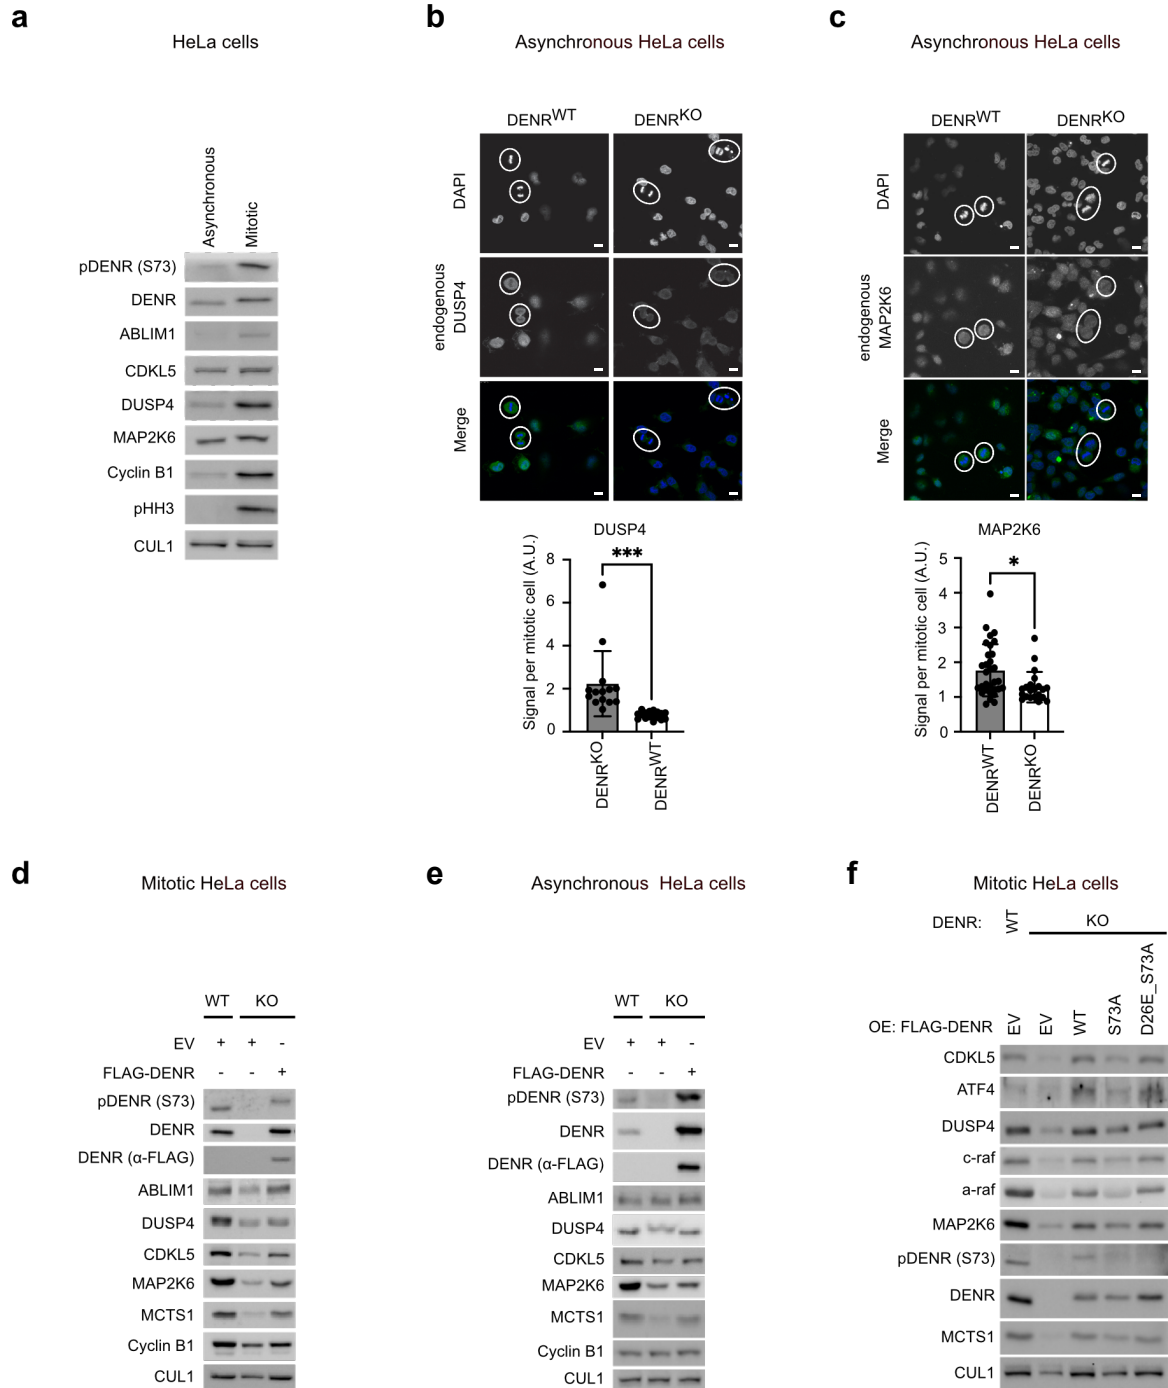 a
HeLa cells
Asynchronous
Mitotic
pDENR (S73)
DENR
ABLIM1
CDKL5
DUSP4
MAP2K6
Cyclin B1
pHH3
CUL1
b
Asynchronous HeLa cells
DENRWT
DENRKO
DAPI
endogenous
DUSP4
Merge
DUSP4
***
Signal per mitotic cell (A.U.)
8
6
4
2
0
DENRKO
DENRWT
c
Asynchronous HeLa cells
DENRWT
DENRKO
DAPI
endogenous
MAP2K6
Merge
MAP2K6
*
Signal per mitotic cell (A.U.)
5
4
3
2
1
0
DENRWT
DENRKO
d
Mitotic HeLa cells
WT KO
EV + + -
FLAG-DENR - - +
pDENR (S73)
DENR
DENR (α-FLAG)
ABLIM1
DUSP4
CDKL5
MAP2K6
MCTS1
Cyclin B1
CUL1
e
Asynchronous HeLa cells
WT KO
EV + + -
FLAG-DENR - - +
pDENR (S73)
DENR
DENR (α-FLAG)
ABLIM1
DUSP4
CDKL5
MAP2K6
MCTS1
Cyclin B1
CUL1
f
Mitotic HeLa cells
DENR: WT KO
OE: FLAG-DENR EV EV WT S73A D26E_S73A
CDKL5
ATF4
DUSP4
c-raf
a-raf
MAP2K6
pDENR (S73)
DENR
MCTS1
CUL1